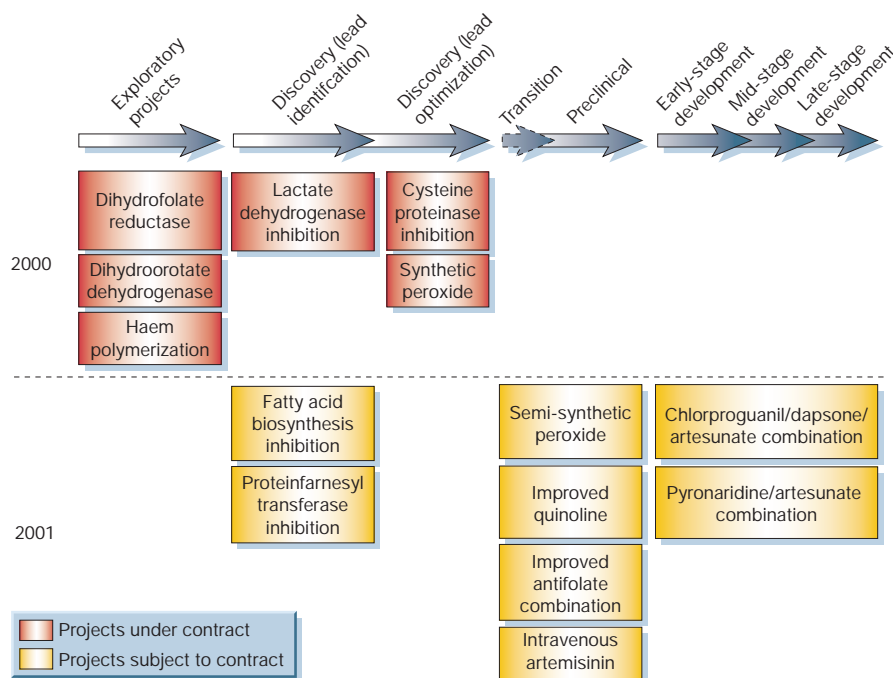 Exploratory
projects
Discovery (lead
identifcation)
Discovery (lead
optimization)
Transition
Preclinical
Early-stage
development
Mid-stage
development
Late-stage
development
2000
Dihydrofolate
reductase
Dihydroorotate
dehydrogenase
Haem
polymerization
Lactate
dehydrogenase
inhibition
Cysteine
proteinase
inhibition
Synthetic
peroxide
2001
Fatty acid
biosynthesis
inhibition
Proteinfarnesyl
transferase
inhibition
Semi-synthetic
peroxide
Improved
quinoline
Improved
antifolate
combination
Intravenous
artemisinin
Chlorproguanil/dapsone/
artesunate combination
Pyronaridine/artesunate
combination
Projects under contract
Projects subject to contract